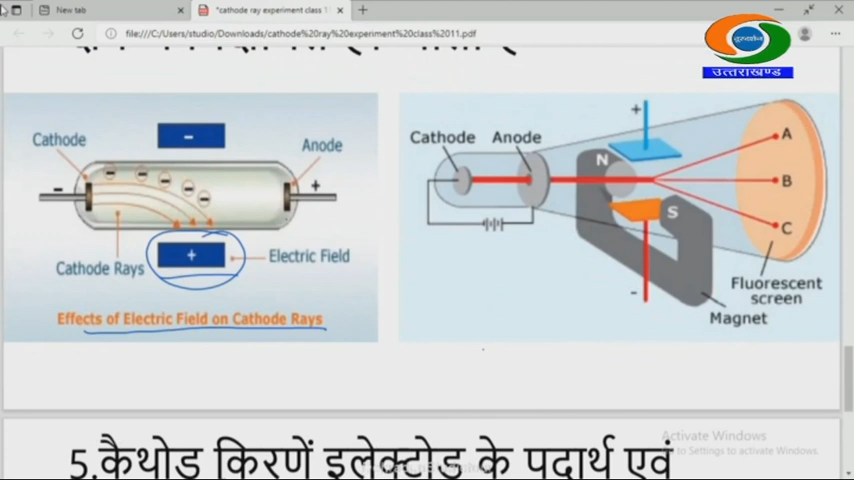 New tab
"cathode ray experiment class 1
file:///C:/Users/studio/Downloads/cathode%20ray%20experiment%20class%2011.pdf
दूरदर्शन
उत्तराखण्ड
Cathode
−
Anode
−
+
+
Cathode Rays
Electric Field
Effects of Electric Field on Cathode Rays
Cathode
Anode
+
N
A
B
S
C
−
Fluorescent
screen
Magnet
Activate Windows
Go to Settings to activate Windows.
5.कैथोड किरणें इलेक्ट्रोड के पदार्थ एवं